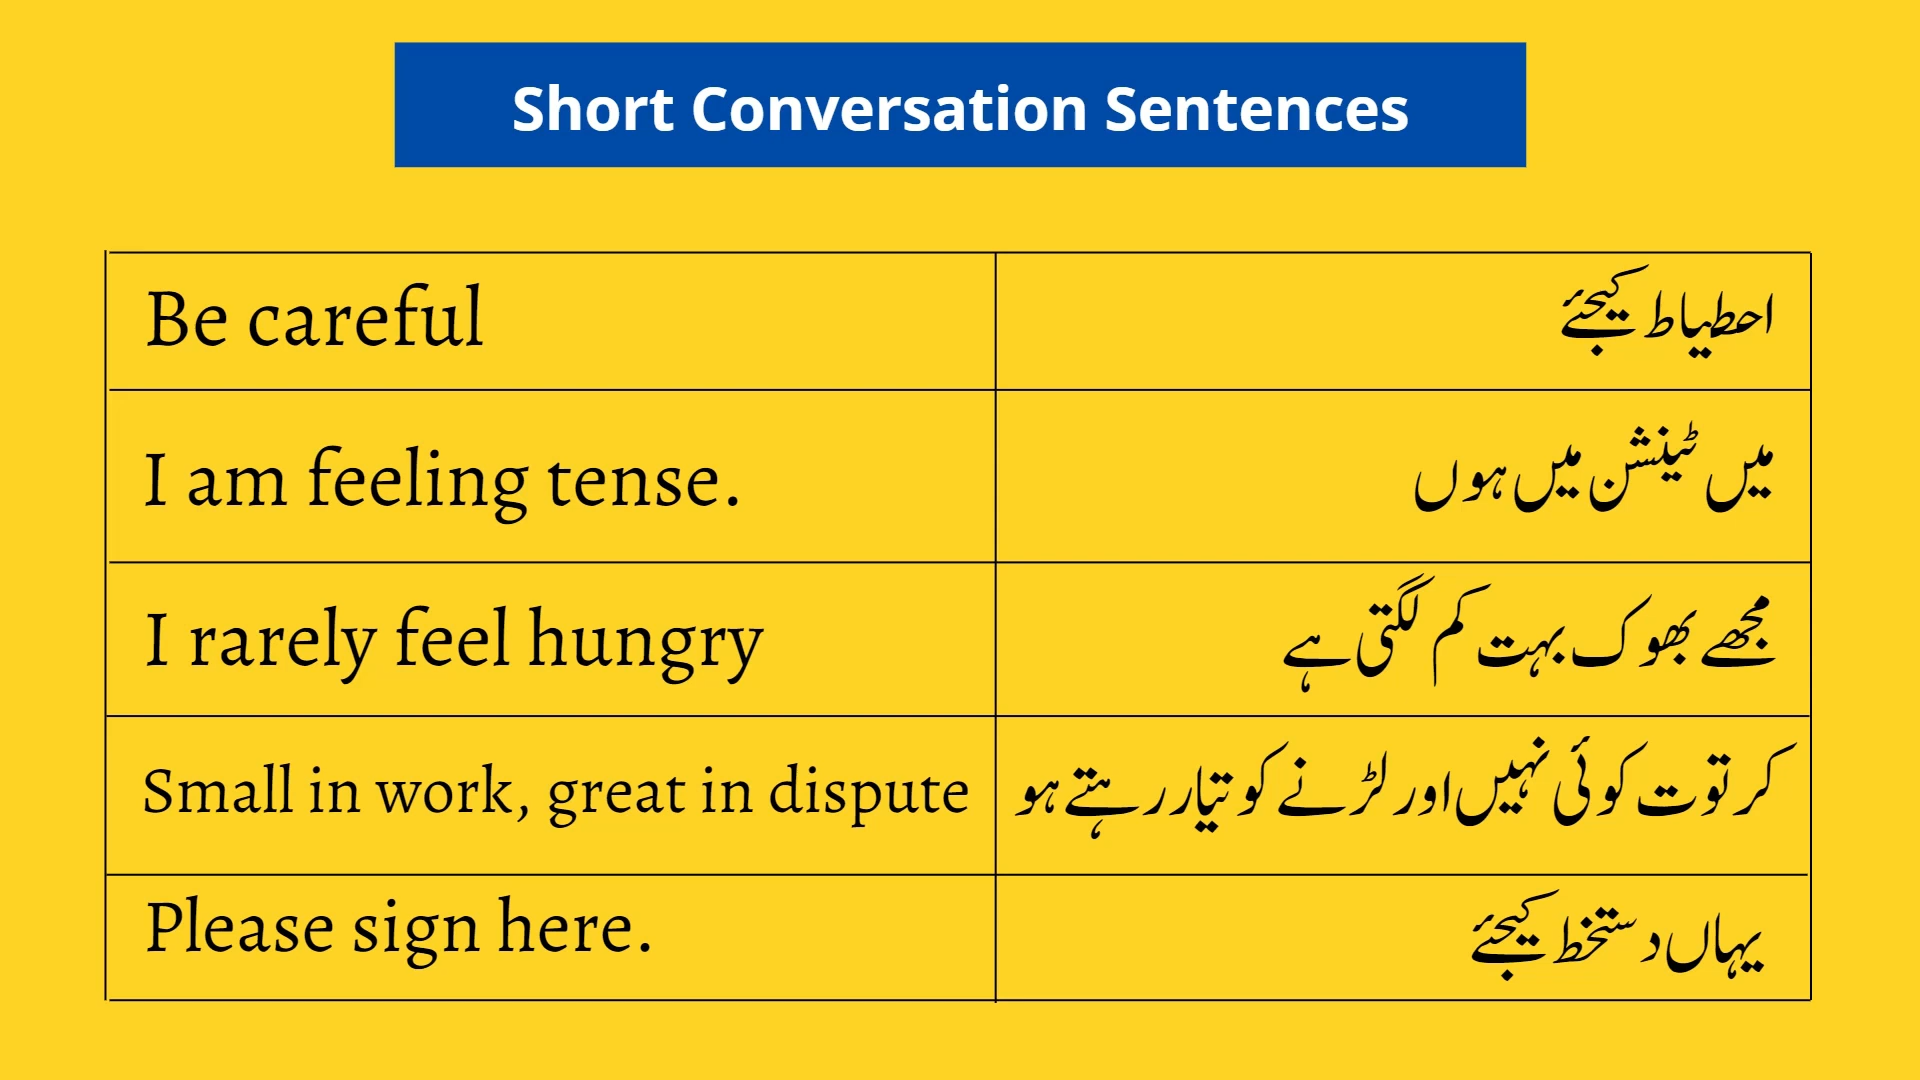 Short Conversation Sentences
Be careful
احطیاط کیجئے
I am feeling tense.
میں ٹینشن میں ہوں
I rarely feel hungry
مجھے بھوک بہت کم لگتی ہے
Small in work, great in dispute
کرتوت کوئی نہیں اور لڑنے کو تیار رہتے ہو
Please sign here.
یہاں دستخط کیجئے